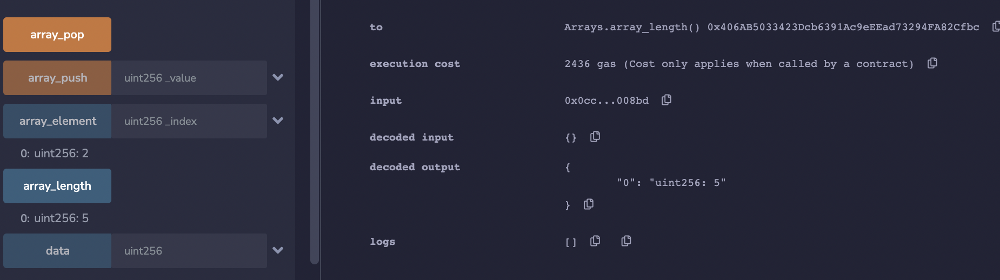 array_pop
array_push uint256 _value
array_element uint256 _index
0: uint256: 2
array_length
0: uint256: 5
data uint256
to Arrays.array_length() 0x406AB5033423Dcb6391Ac9eEEad73294FA82Cfbc
execution cost 2436 gas (Cost only applies when called by a contract)
input 0x0cc...008bd
decoded input {}
decoded output {
"0": "uint256: 5"
}
logs []